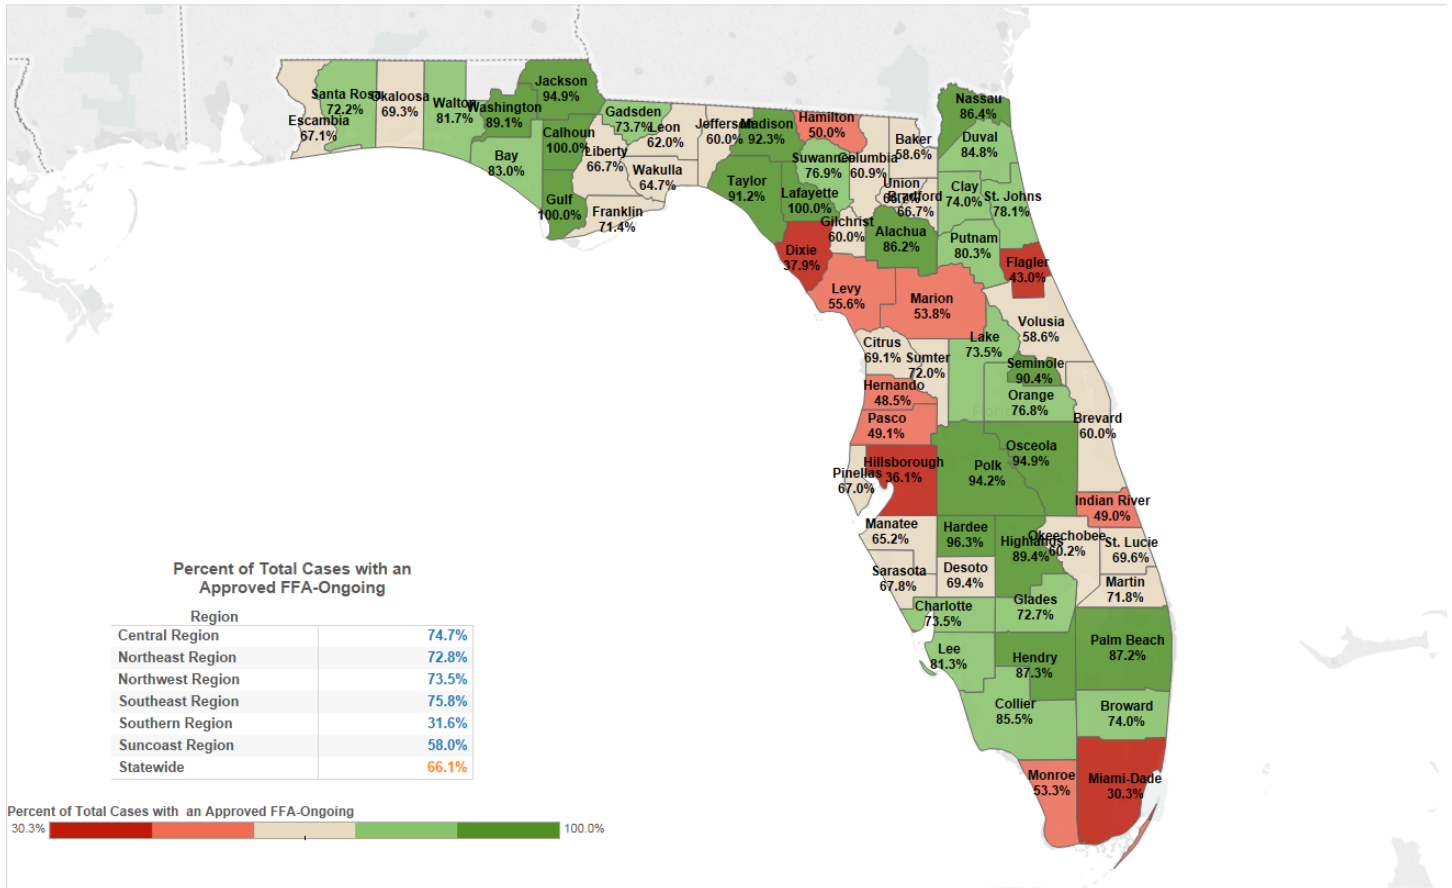 Jackson
94.9%
Santa Rosa
72.2%
Okaloosa
69.3%
Walton
81.7%
Washington
89.1%
Escambia
67.1%
Calhoun
100.0%
Bay
83.0%
Gulf
100.0%
Gadsden
73.7%
Leon
62.0%
Liberty
66.7%
Wakulla
64.7%
Franklin
71.4%
Jefferson
60.0%
Madison
92.3%
Hamilton
50.0%
Suwannee
76.9%
Columbia
60.9%
Baker
58.6%
Nassau
86.4%
Duval
84.8%
Taylor
91.2%
Lafayette
100.0%
Union
Bradford
66.7%
Clay
74.0%
St. Johns
78.1%
Gilchrist
60.0%
Alachua
86.2%
Putnam
80.3%
Dixie
37.9%
Flagler
43.0%
Levy
55.6%
Marion
53.8%
Volusia
58.6%
Citrus
69.1%
Sumter
72.0%
Lake
73.5%
Seminole
90.4%
Hernando
48.5%
Orange
76.8%
Pasco
49.1%
Brevard
60.0%
Hillsborough
36.1%
Pinellas
67.0%
Polk
94.2%
Osceola
94.9%
Indian River
49.0%
Manatee
65.2%
Hardee
96.3%
Highlands
89.4%
Okeechobee
60.2%
St. Lucie
69.6%
Sarasota
67.8%
Desoto
69.4%
Martin
71.8%
Charlotte
73.5%
Glades
72.7%
Lee
81.3%
Hendry
87.3%
Palm Beach
87.2%
Collier
85.5%
Broward
74.0%
Monroe
53.3%
Miami-Dade
30.3%
Percent of Total Cases with an
Approved FFA-Ongoing
Region
Central Region 74.7%
Northeast Region 72.8%
Northwest Region 73.5%
Southeast Region 75.8%
Southern Region 31.6%
Suncoast Region 58.0%
Statewide 66.1%
Percent of Total Cases with an Approved FFA-Ongoing
30.3% 100.0%